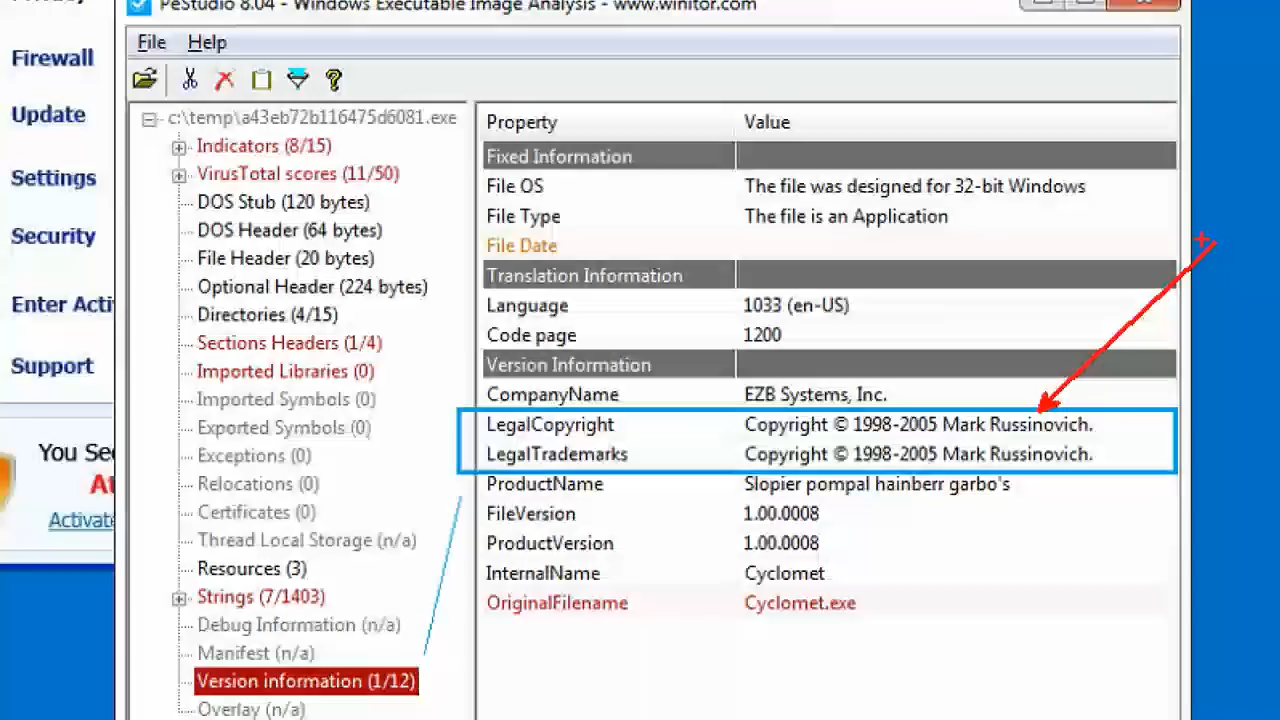 PeStudio 8.04 - Windows Executable Image Analysis - www.winitor.com
File Help
Firewall
Update
Settings
Security
Enter Acti
Support
You Sec
At
Activate
c:\temp\a43eb72b116475d6081.exe
Indicators (8/15)
VirusTotal scores (11/50)
DOS Stub (120 bytes)
DOS Header (64 bytes)
File Header (20 bytes)
Optional Header (224 bytes)
Directories (4/15)
Sections Headers (1/4)
Imported Libraries (0)
Imported Symbols (0)
Exported Symbols (0)
Exceptions (0)
Relocations (0)
Certificates (0)
Thread Local Storage (n/a)
Resources (3)
Strings (7/1403)
Debug Information (n/a)
Manifest (n/a)
Version information (1/12)
Overlay (n/a)
Property Value
Fixed Information
File OS The file was designed for 32-bit Windows
File Type The file is an Application
File Date
Translation Information
Language 1033 (en-US)
Code page 1200
Version Information
CompanyName EZB Systems, Inc.
LegalCopyright Copyright © 1998-2005 Mark Russinovich.
LegalTrademarks Copyright © 1998-2005 Mark Russinovich.
ProductName Slopier pompal hainberr garbo's
FileVersion 1.00.0008
ProductVersion 1.00.0008
InternalName Cyclomet
OriginalFilename Cyclomet.exe